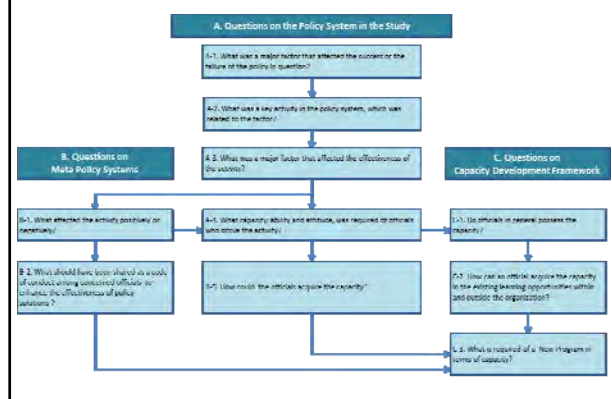 A. Questions on the Policy System in the Study
A-1. What was a major factor that affected the success or the
failure of the policy in question?
A-2. What was a key activity in the policy system, which was
related to the factor?
B. Questions on
Meta Policy Systems
A-3. What was a major factor that affected the effectiveness of
the activity?
C. Questions on
Capacity Development Framework
B-1. What affected the activity positively or
negatively?
A-4. What capacity, ability and attitude, was required of officials
who drove the activity?
C-1. Do officials in general possess the
capacity?
B-2. What should have been shared as a code
of conduct among concerned officials to
enhance the effectiveness of policy
solutions ?
A-5. How could the officials acquire the capacity?
C-2. How can an official acquire the capacity
in the existing learning opportunities within
and outside the organization?
C-3. What is required of a New Program in
terms of capacity?